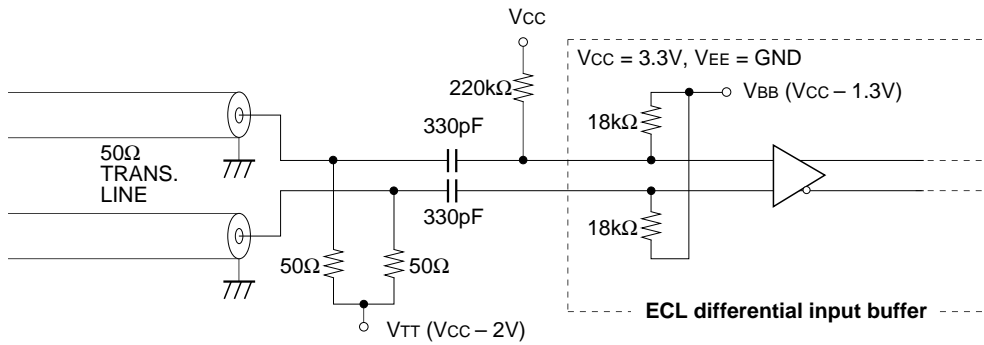 VCC
VCC = 3.3V, VEE = GND
220kΩ
VBB (VCC – 1.3V)
330pF
18kΩ
50Ω
TRANS.
LINE
330pF
18kΩ
50Ω
50Ω
VTT (VCC – 2V)
ECL differential input buffer